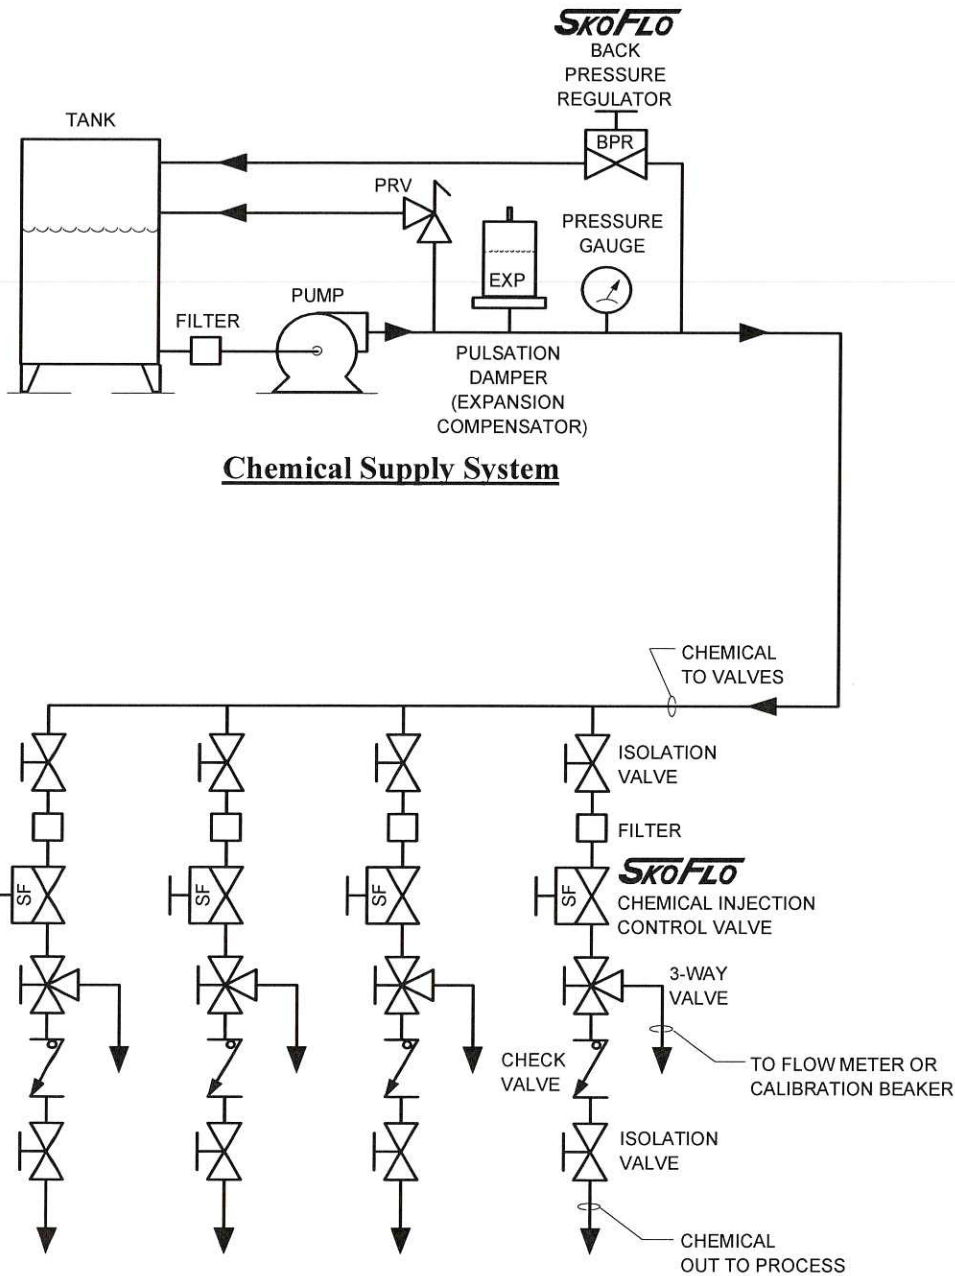 SKOFLO
BACK
PRESSURE
REGULATOR
TANK
BPR
PRV
PRESSURE
GAUGE
EXP
PUMP
FILTER
PULSATION
DAMPER
(EXPANSION
COMPENSATOR)
Chemical Supply System
CHEMICAL
TO VALVES
ISOLATION
VALVE
FILTER
SKOFLO
SF
SF
SF
SF
CHEMICAL INJECTION
CONTROL VALVE
3-WAY
VALVE
CHECK
VALVE
TO FLOW METER OR
CALIBRATION BEAKER
ISOLATION
VALVE
CHEMICAL
OUT TO PROCESS